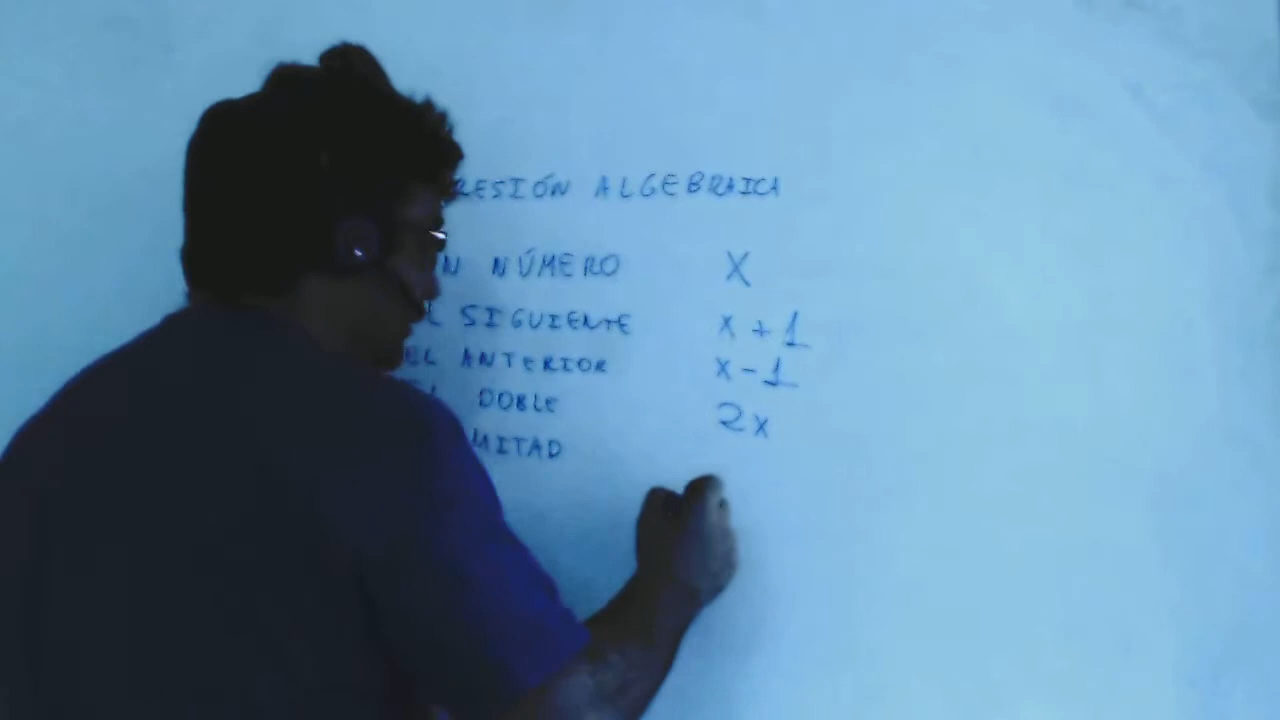 RESIÓN ALGEBRAICA
N NÚMERO X
L SIGUIENTE x + 1
EL ANTERIOR x - 1
L DOBLE 2x
MITAD